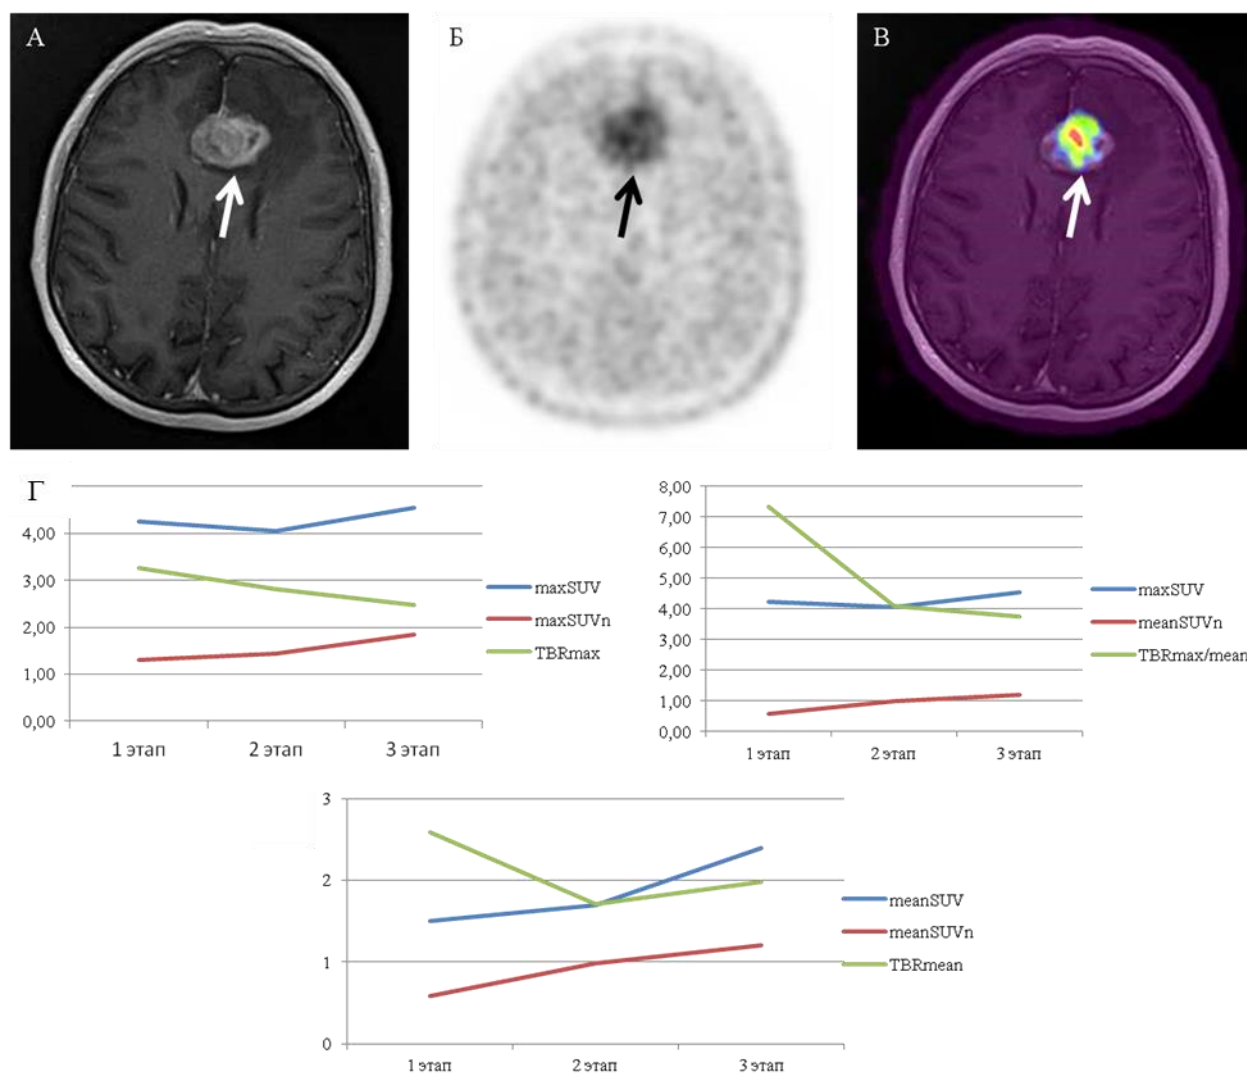 А
Б
В
Г
4,00
3,00
2,00
1,00
0,00
1 этап
2 этап
3 этап
maxSUV
maxSUVn
TBRmax
8,00
7,00
6,00
5,00
4,00
3,00
2,00
1,00
0,00
1 этап
2 этап
3 этап
maxSUV
meanSUVn
TBRmax/mean
3
2
1
0
1 этап
2 этап
3 этап
meanSUV
meanSUVn
TBRmean